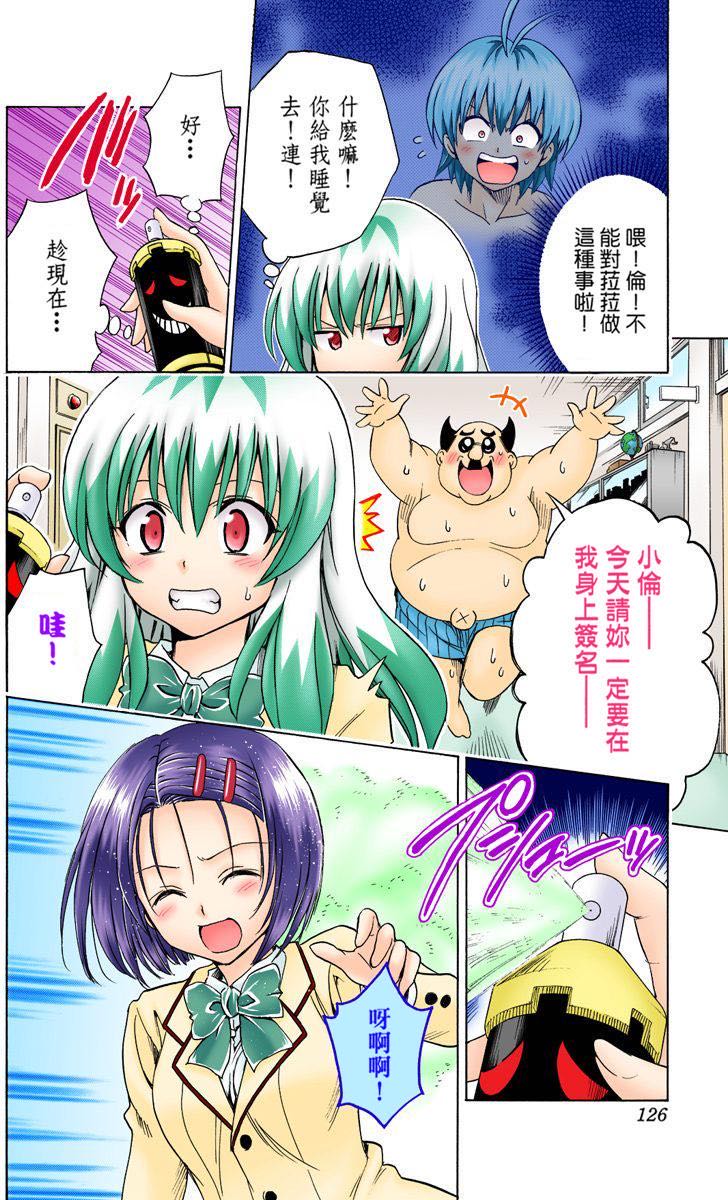 喂！倫！不
能對菈菈做
這種事啦！
什麼嘛！
你給我睡覺
去！連！
好…
趁現在…
小倫——
今天請妳一定要在
我身上簽名——
哇！
プシューッ
呀啊啊！
126